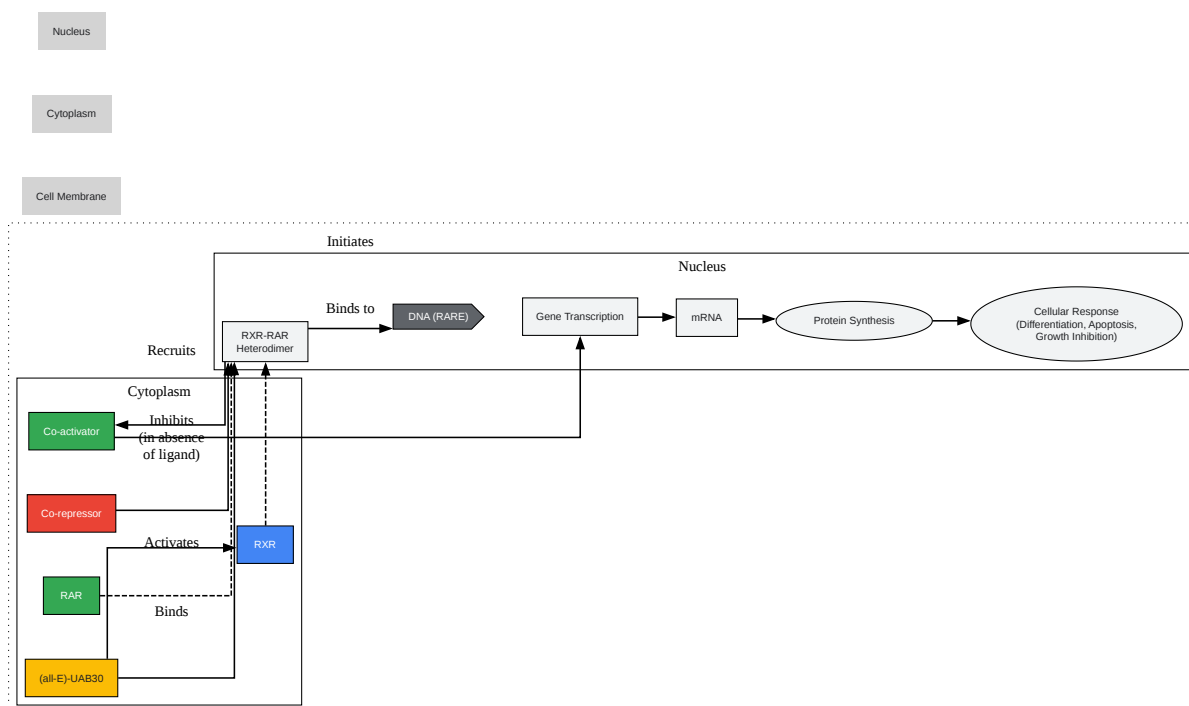 Nucleus
Cytoplasm
Cell Membrane
Initiates
Nucleus
Binds to
DNA (RARE)
Gene Transcription
mRNA
Protein Synthesis
Cellular Response
(Differentiation, Apoptosis,
Growth Inhibition)
RXR-RAR
Heterodimer
Recruits
Cytoplasm
Co-activator
Inhibits
(in absence
of ligand)
Co-repressor
Activates
RXR
RAR
Binds
(all-E)-UAB30